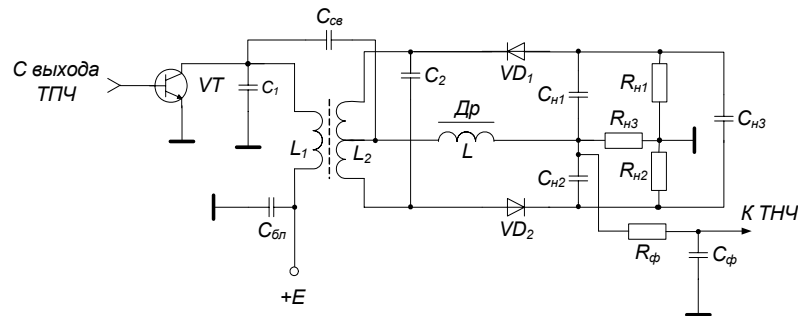 Cсв
С выхода
ТПЧ
VT
C1
L1
L2
C2
VD1
Др
L
Cн1
Rн1
Rн3
Cн3
Cн2
Rн2
VD2
К ТНЧ
Rф
Cф
Cбл
+E